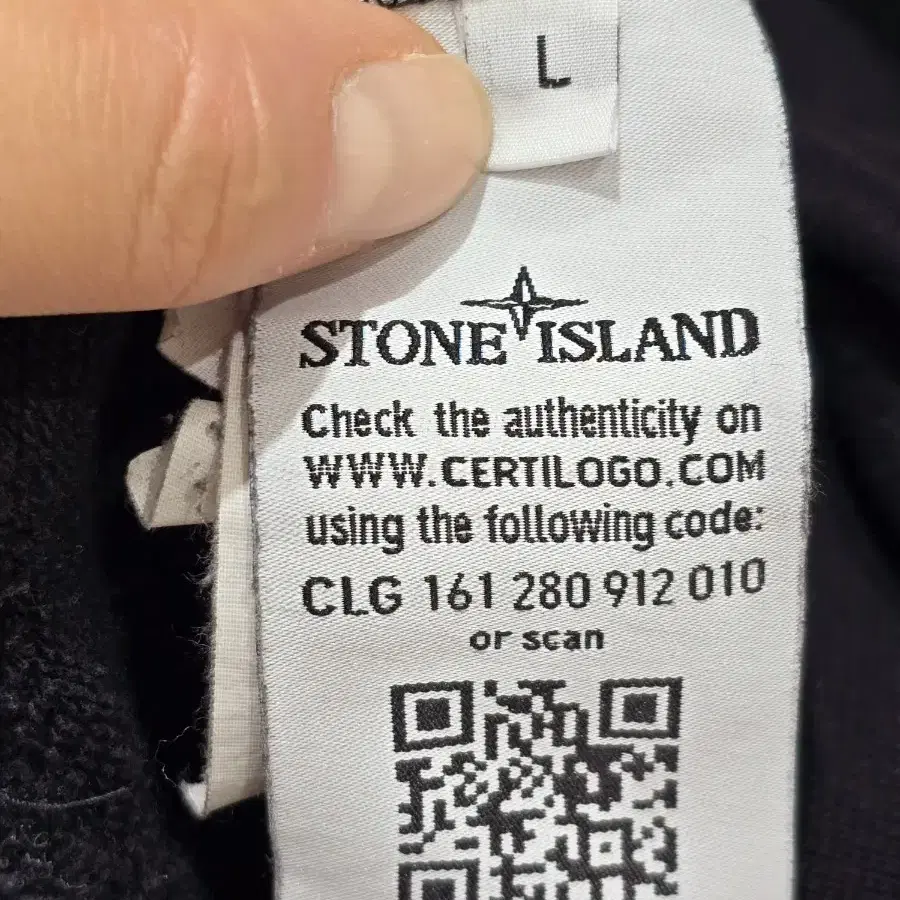 L
STONE ISLAND
Check the authenticity on
WWW.CERTILOGO.COM
using the following code:
CLG 161 280 912 010
or scan